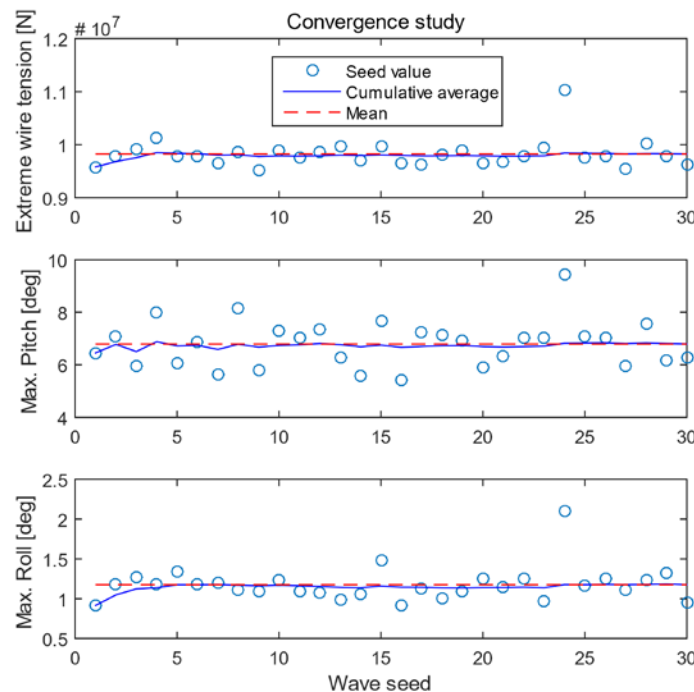 Convergence study
# 10^7
Extreme wire tension [N]
1.2
1.1
1
0.9
0 5 10 15 20 25 30
Seed value
Cumulative average
Mean
Max. Pitch [deg]
10
8
6
4
0 5 10 15 20 25 30
Max. Roll [deg]
2.5
2
1.5
1
0.5
0 5 10 15 20 25 30
Wave seed